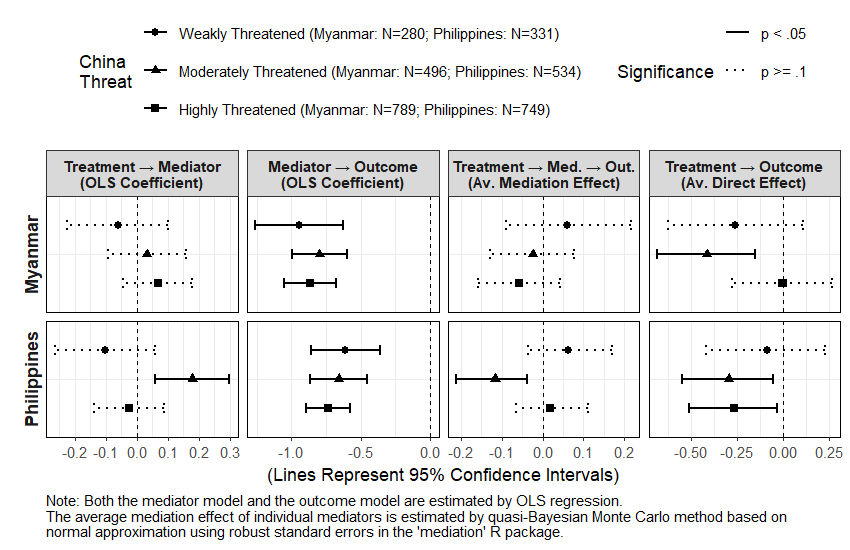 China
Threat
Weakly Threatened (Myanmar: N=280; Philippines: N=331)
Moderately Threatened (Myanmar: N=496; Philippines: N=534)
Highly Threatened (Myanmar: N=789; Philippines: N=749)
Significance
p < .05
p >= .1
Treatment → Mediator
(OLS Coefficient)
Mediator → Outcome
(OLS Coefficient)
Treatment → Med. → Out.
(Av. Mediation Effect)
Treatment → Outcome
(Av. Direct Effect)
Myanmar
Philippines
-0.2 -0.1 0.0 0.1 0.2 0.3
-1.0 -0.5 0.0
-0.2 -0.1 0.0 0.1 0.2
-0.50 -0.25 0.00 0.25
(Lines Represent 95% Confidence Intervals)
Note: Both the mediator model and the outcome model are estimated by OLS regression.
The average mediation effect of individual mediators is estimated by quasi-Bayesian Monte Carlo method based on
normal approximation using robust standard errors in the 'mediation' R package.